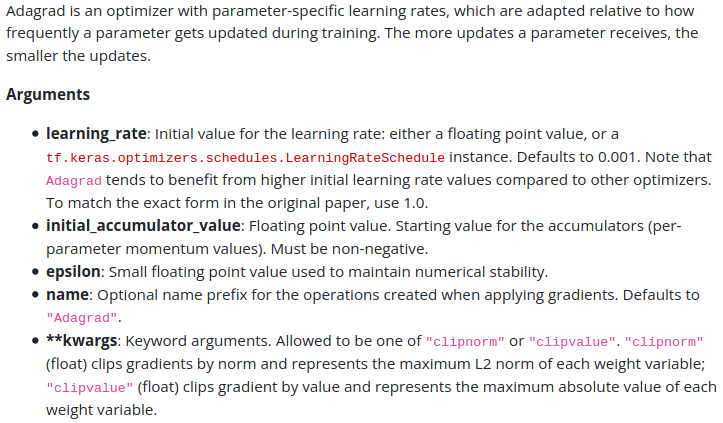 Adagrad is an optimizer with parameter-specific learning rates, which are adapted relative to how
frequently a parameter gets updated during training. The more updates a parameter receives, the
smaller the updates.
Arguments
• learning_rate: Initial value for the learning rate: either a floating point value, or a
tf.keras.optimizers.schedules.LearningRateSchedule instance. Defaults to 0.001. Note that
Adagrad tends to benefit from higher initial learning rate values compared to other optimizers.
To match the exact form in the original paper, use 1.0.
• initial_accumulator_value: Floating point value. Starting value for the accumulators (per-
parameter momentum values). Must be non-negative.
• epsilon: Small floating point value used to maintain numerical stability.
• name: Optional name prefix for the operations created when applying gradients. Defaults to
"Adagrad".
• **kwargs: Keyword arguments. Allowed to be one of "clipnorm" or "clipvalue". "clipnorm"
(float) clips gradients by norm and represents the maximum L2 norm of each weight variable;
"clipvalue" (float) clips gradient by value and represents the maximum absolute value of each
weight variable.